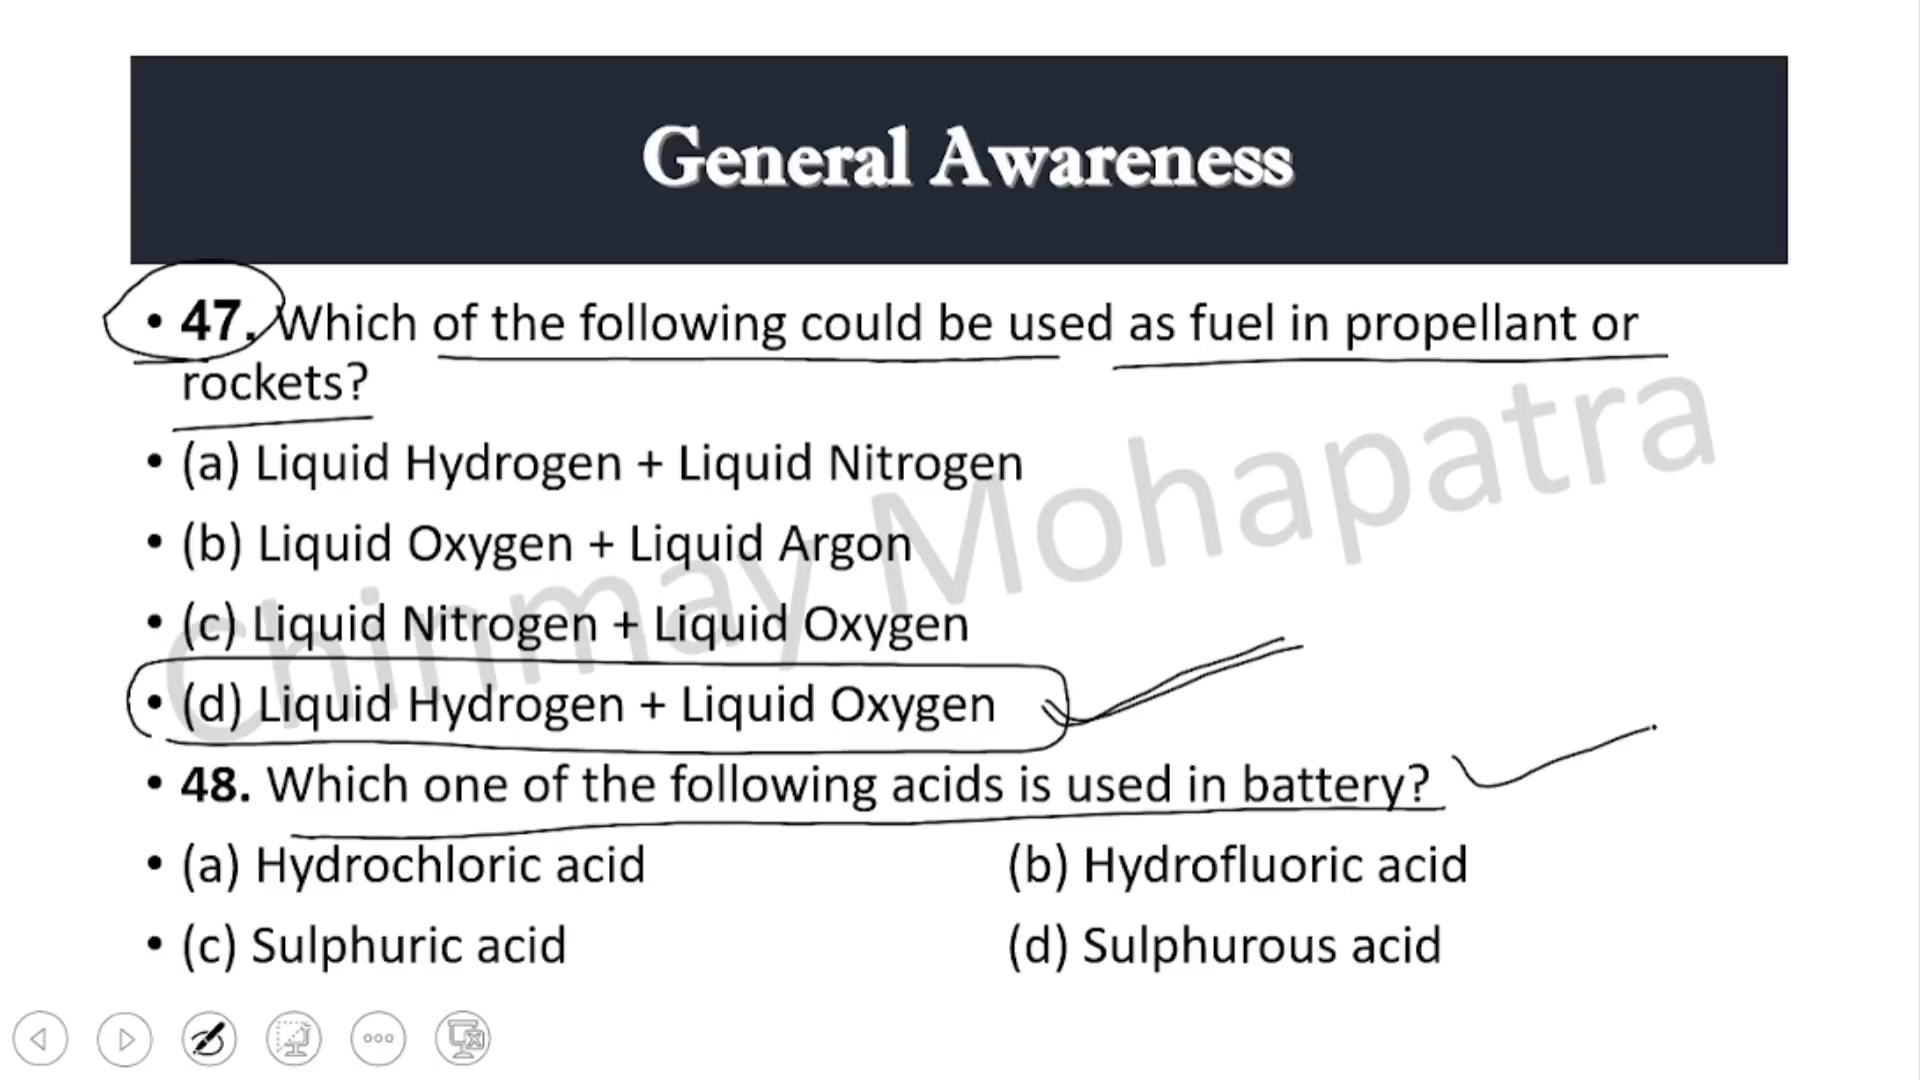 General Awareness
• 47. Which of the following could be used as fuel in propellant or
rockets?
• (a) Liquid Hydrogen + Liquid Nitrogen
• (b) Liquid Oxygen + Liquid Argon
• (c) Liquid Nitrogen + Liquid Oxygen
• (d) Liquid Hydrogen + Liquid Oxygen
• 48. Which one of the following acids is used in battery?
• (a) Hydrochloric acid (b) Hydrofluoric acid
• (c) Sulphuric acid (d) Sulphurous acid
Chinmay Mohapatra